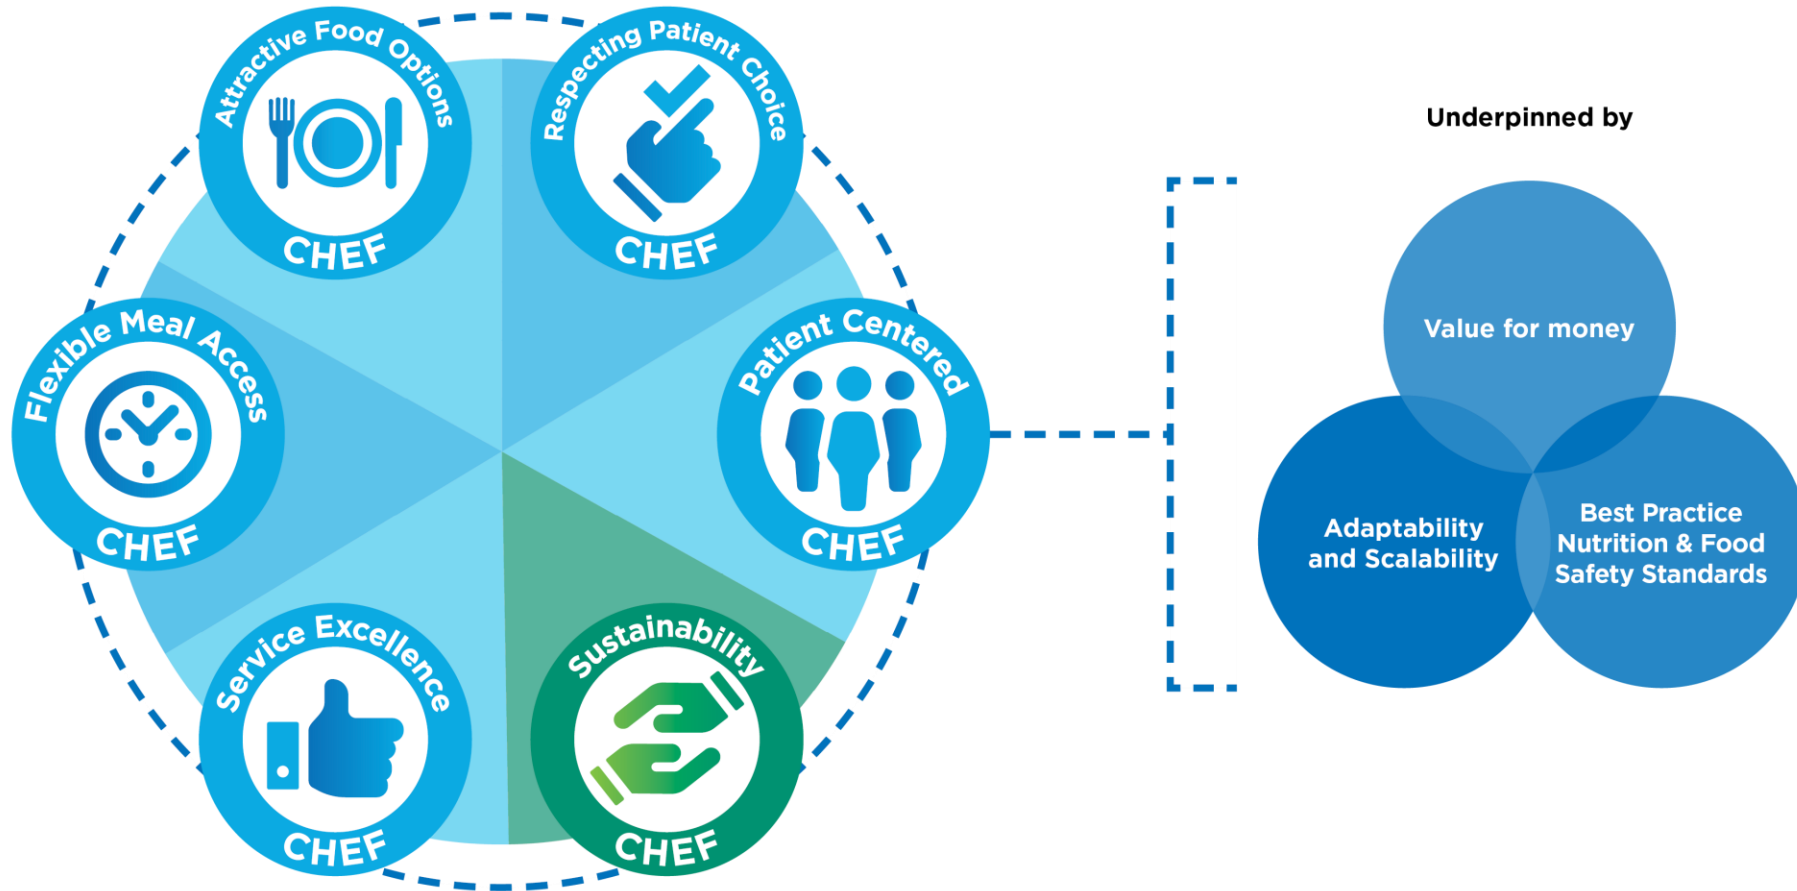 Attractive Food Options
CHEF
Respecting Patient Choice
CHEF
Flexible Meal Access
CHEF
Patient Centered
CHEF
Service Excellence
CHEF
Sustainability
CHEF
Underpinned by
Value for money
Adaptability
and Scalability
Best Practice
Nutrition & Food
Safety Standards